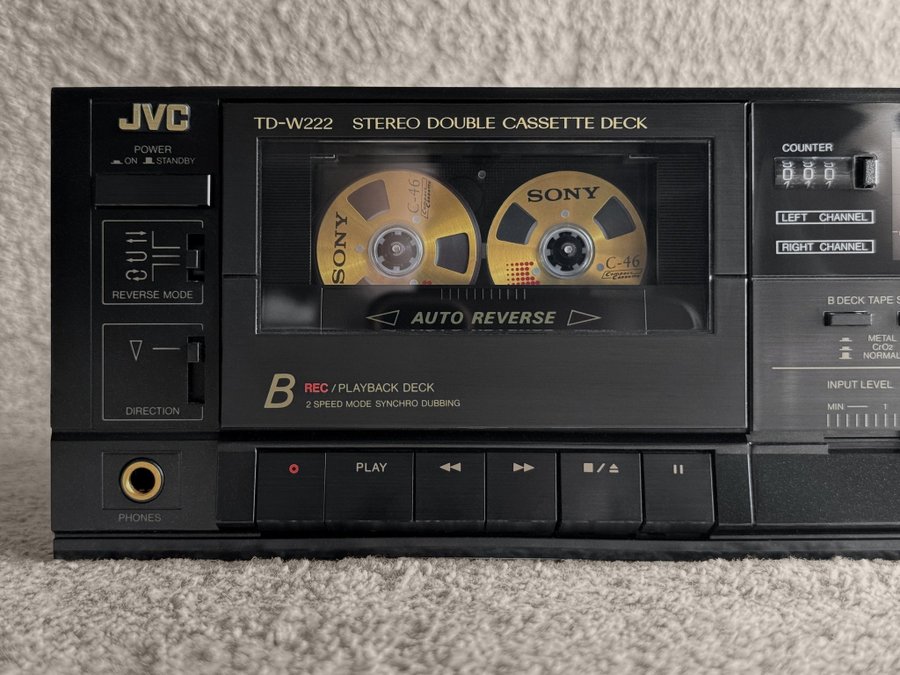 JVC
POWER
ON STANDBY
REVERSE MODE
DIRECTION
PHONES
TD-W222 STEREO DOUBLE CASSETTE DECK
SONY
C-46
SONY
C-46
AUTO REVERSE
B REC / PLAYBACK DECK
2 SPEED MODE SYNCHRO DUBBING
PLAY
COUNTER
000
LEFT CHANNEL
RIGHT CHANNEL
B DECK TAPE S
METAL
CrO2
NORMAL
INPUT LEVEL
MIN